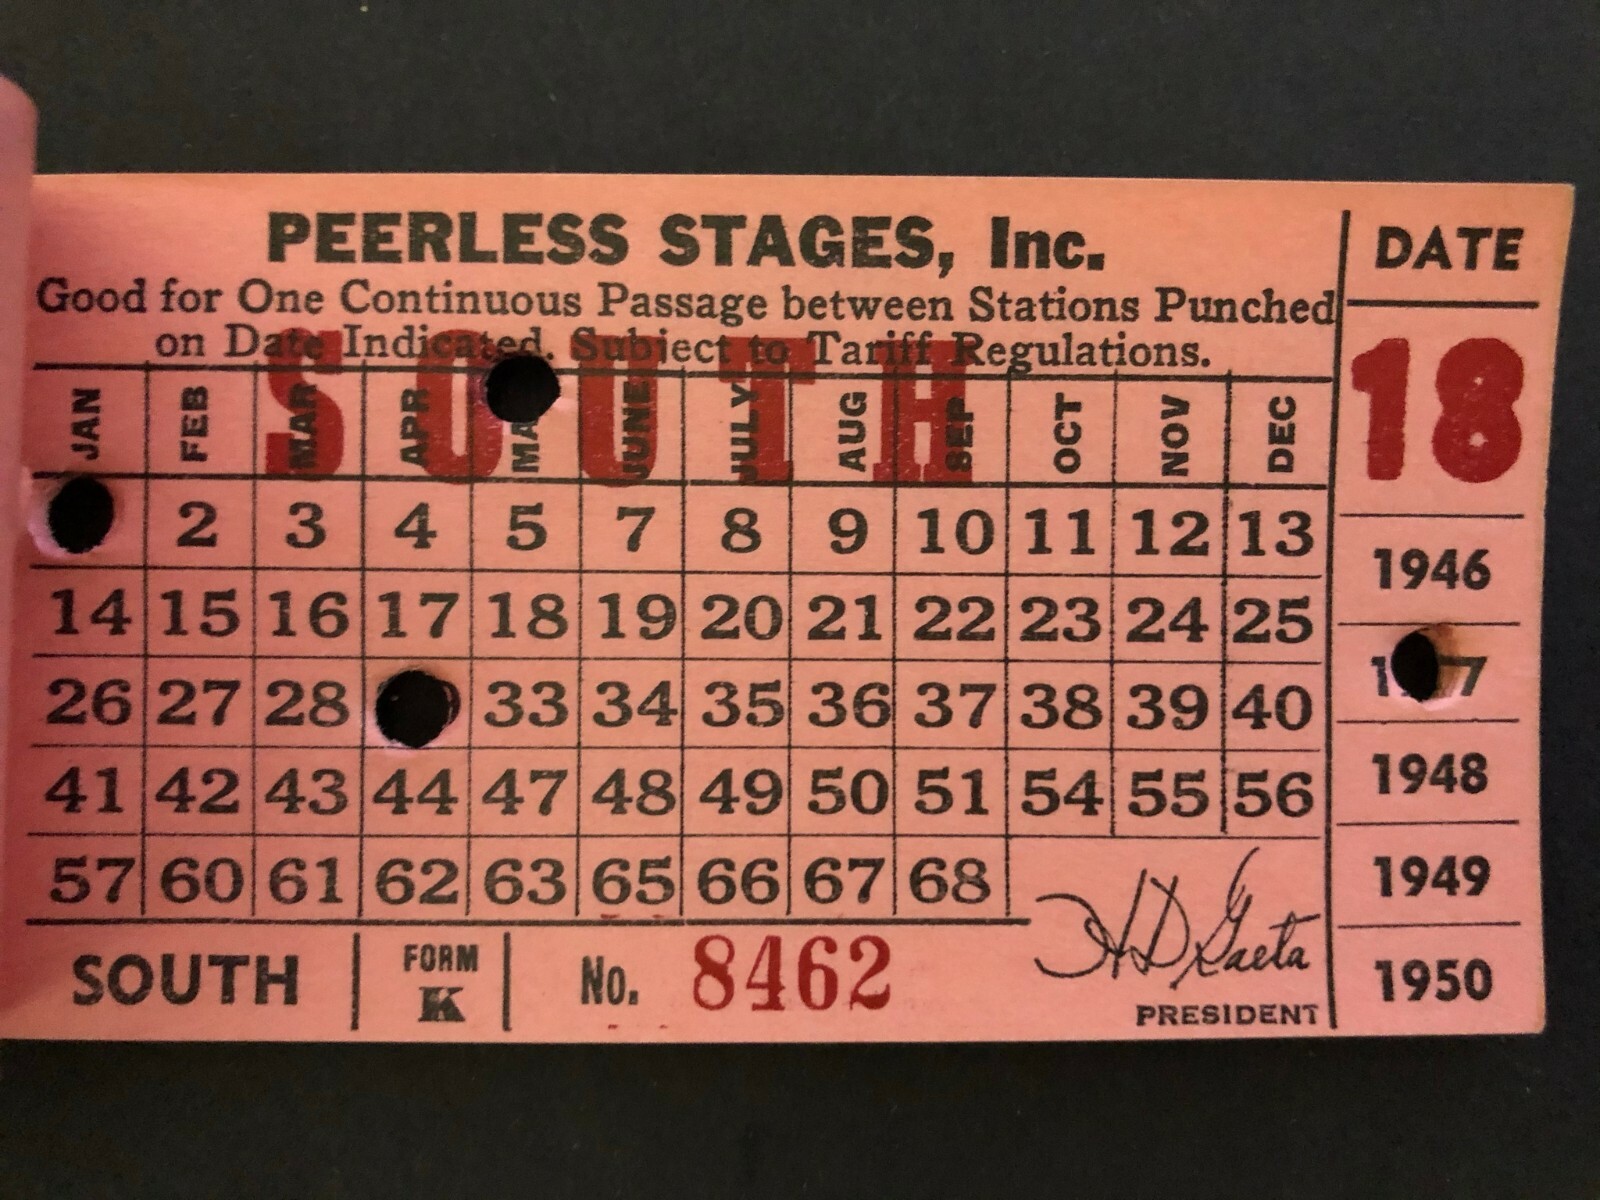 PEERLESS STAGES, Inc.
Good for One Continuous Passage between Stations Punched
on Date Indicated. Subject to Tariff Regulations.
SOUTH
JAN FEB MAR APR MA JUNE JULY AUG SEP OCT NOV DEC
2 3 4 5 7 8 9 10 11 12 13
14 15 16 17 18 19 20 21 22 23 24 25
26 27 28 33 34 35 36 37 38 39 40
41 42 43 44 47 48 49 50 51 54 55 56
57 60 61 62 63 65 66 67 68
SOUTH FORM K No. 8462
H D Gaeta
PRESIDENT
DATE
18
1946
1 7
1948
1949
1950